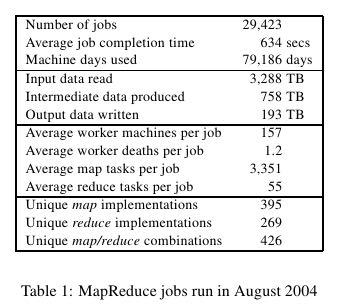 Number of jobs 29,423
Average job completion time 634 secs
Machine days used 79,186 days
Input data read 3,288 TB
Intermediate data produced 758 TB
Output data written 193 TB
Average worker machines per job 157
Average worker deaths per job 1.2
Average map tasks per job 3,351
Average reduce tasks per job 55
Unique map implementations 395
Unique reduce implementations 269
Unique map/reduce combinations 426
Table 1: MapReduce jobs run in August 2004